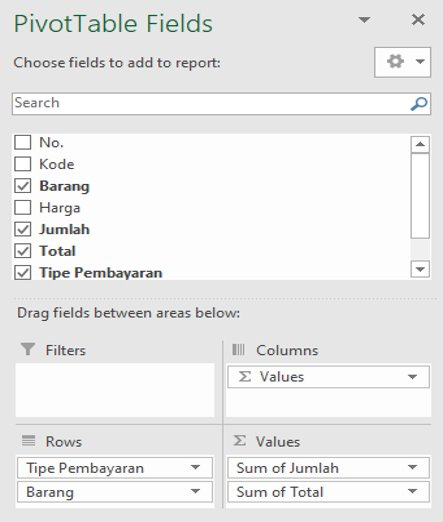 PivotTable Fields
Choose fields to add to report:
Search
No.
Kode
Barang
Harga
Jumlah
Total
Tipe Pembayaran
Drag fields between areas below:
Filters
Columns
Σ Values
Rows
Σ Values
Tipe Pembayaran
Sum of Jumlah
Barang
Sum of Total